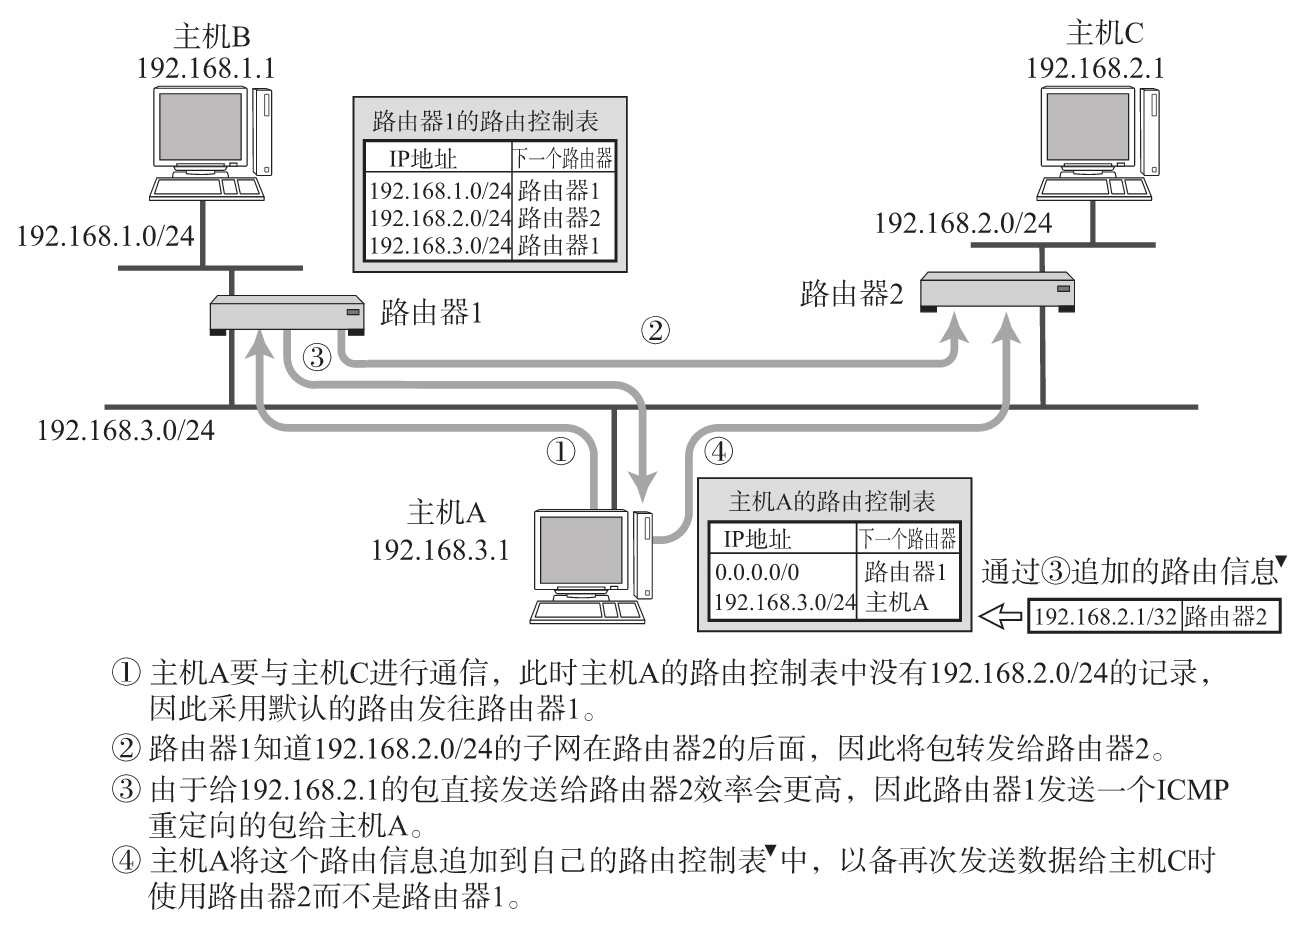 主机B
192.168.1.1
主机C
192.168.2.1
路由器1的路由控制表
IP地址 下一个路由器
192.168.1.0/24 路由器1
192.168.2.0/24 路由器2
192.168.3.0/24 路由器1
192.168.1.0/24
192.168.2.0/24
路由器1
路由器2
②
③
192.168.3.0/24
①
④
主机A
192.168.3.1
主机A的路由控制表
IP地址 下一个路由器
0.0.0.0/0 路由器1
192.168.3.0/24 主机A
通过③追加的路由信息▼
192.168.2.1/32 路由器2
① 主机A要与主机C进行通信，此时主机A的路由控制表中没有192.168.2.0/24的记录，
因此采用默认的路由发往路由器1。
② 路由器1知道192.168.2.0/24的子网在路由器2的后面，因此将包转发给路由器2。
③ 由于给192.168.2.1的包直接发送给路由器2效率会更高，因此路由器1发送一个ICMP
重定向的包给主机A。
④ 主机A将这个路由信息追加到自己的路由控制表▼中，以备再次发送数据给主机C时
使用路由器2而不是路由器1。